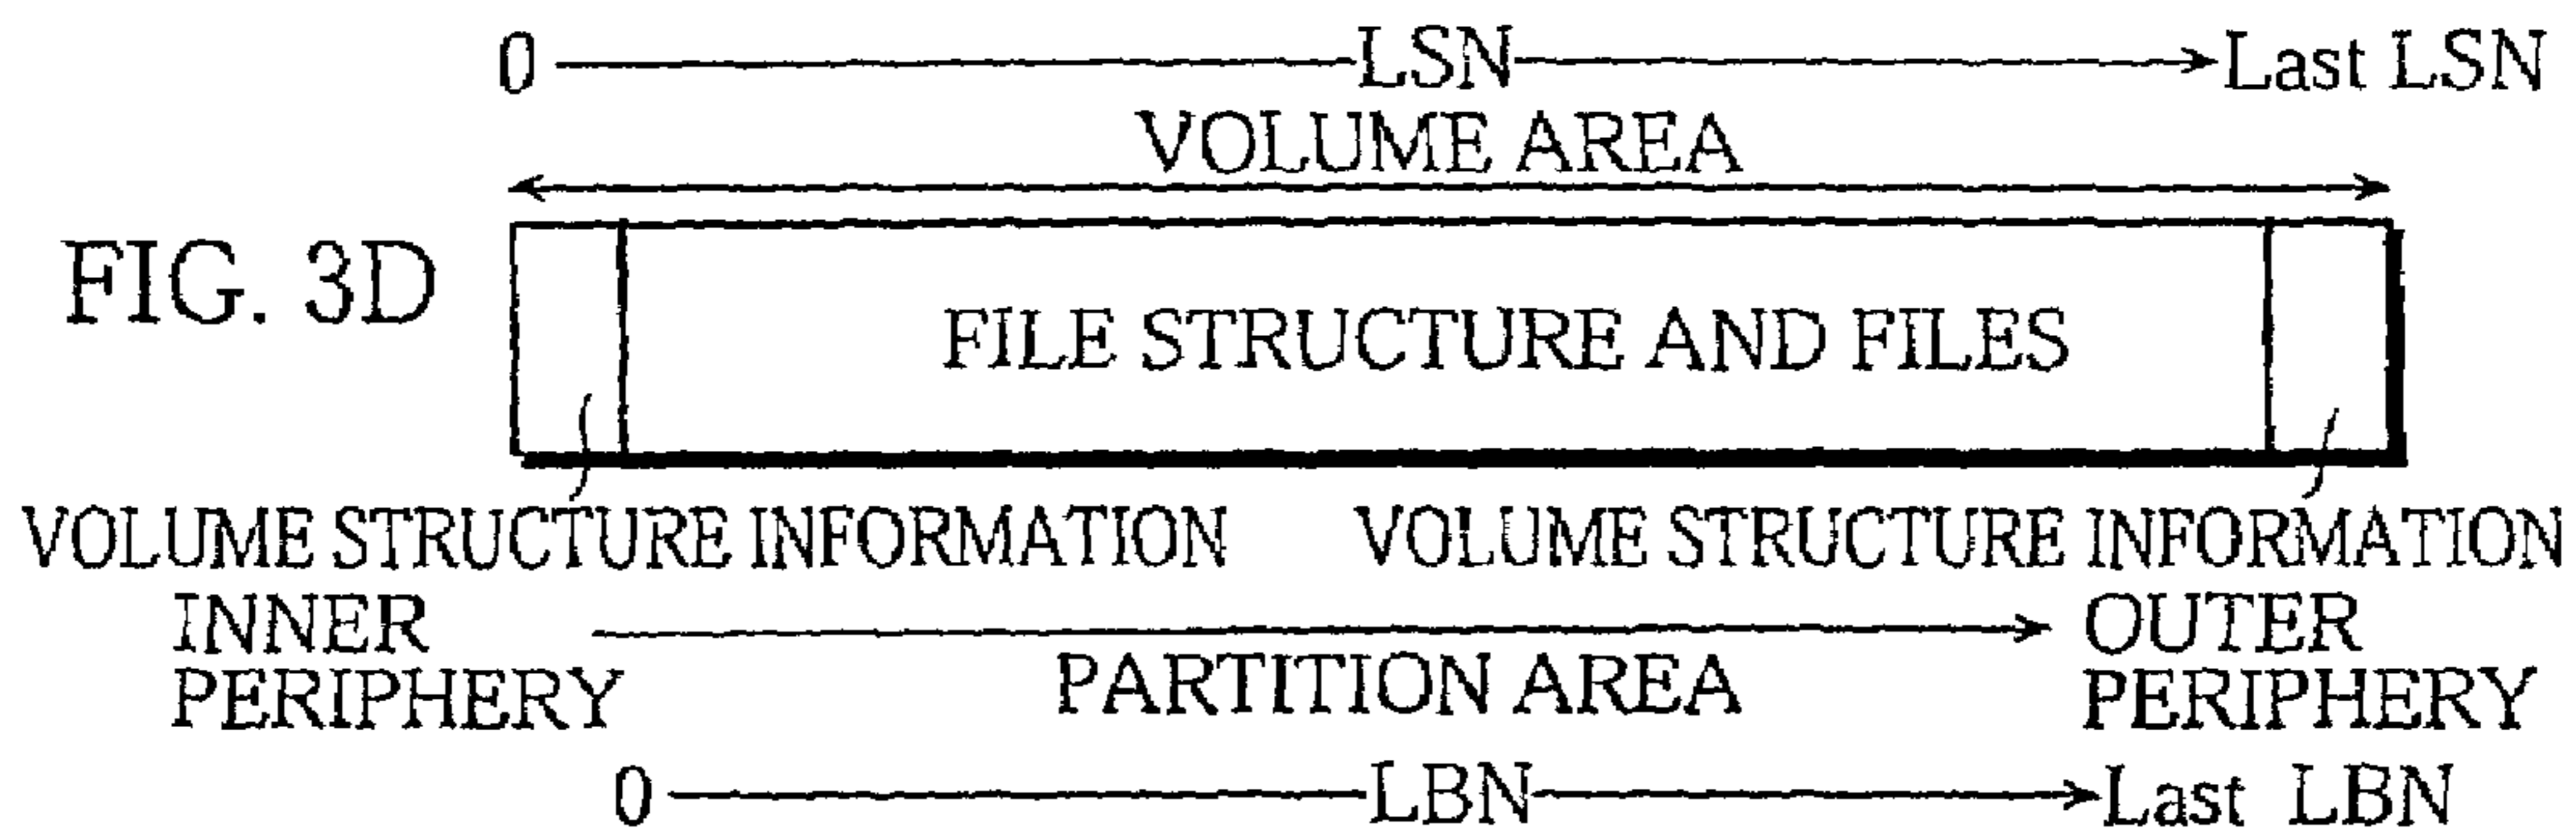 0 LSN Last LSN
VOLUME AREA
FIG. 3D
FILE STRUCTURE AND FILES
VOLUME STRUCTURE INFORMATION VOLUME STRUCTURE INFORMATION
INNER PERIPHERY
OUTER PERIPHERY
PARTITION AREA
0 LBN Last LBN